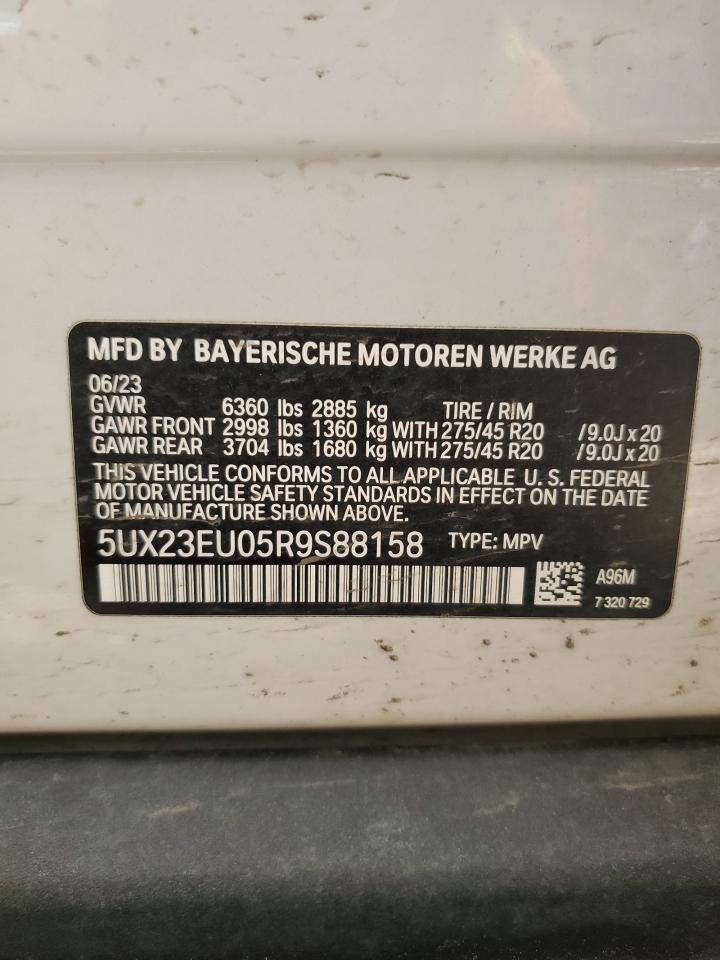 MFD BY BAYERISCHE MOTOREN WERKE AG
06/23
GVWR 6360 lbs 2885 kg TIRE / RIM
GAWR FRONT 2998 lbs 1360 kg WITH 275/45 R20 /9.0J x 20
GAWR REAR 3704 lbs 1680 kg WITH 275/45 R20 /9.0J x 20
THIS VEHICLE CONFORMS TO ALL APPLICABLE U. S. FEDERAL
MOTOR VEHICLE SAFETY STANDARDS IN EFFECT ON THE DATE
OF MANUFACTURE SHOWN ABOVE.
5UX23EU05R9S88158 TYPE: MPV
A96M
7 320 729